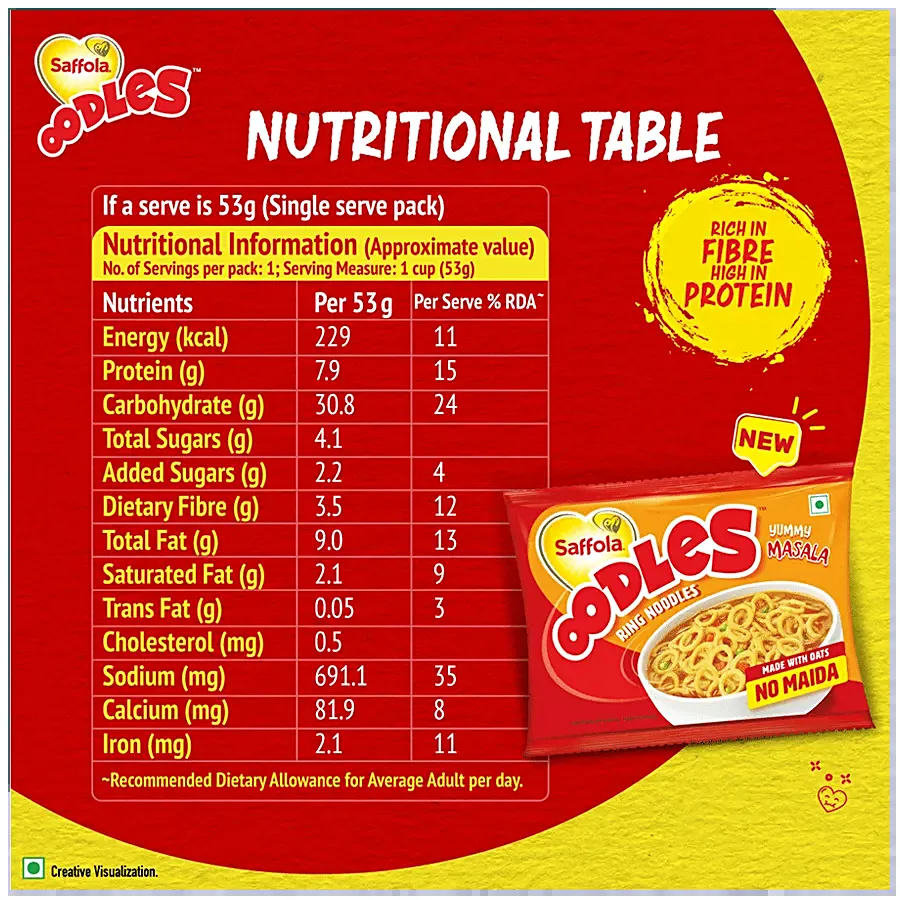 Saffola
OODLES™
NUTRITIONAL TABLE
If a serve is 53g (Single serve pack)
Nutritional Information (Approximate value)
No. of Servings per pack: 1; Serving Measure: 1 cup (53g)
Nutrients Per 53g Per Serve % RDA~
Energy (kcal) 229 11
Protein (g) 7.9 15
Carbohydrate (g) 30.8 24
Total Sugars (g) 4.1
Added Sugars (g) 2.2 4
Dietary Fibre (g) 3.5 12
Total Fat (g) 9.0 13
Saturated Fat (g) 2.1 9
Trans Fat (g) 0.05 3
Cholesterol (mg) 0.5
Sodium (mg) 691.1 35
Calcium (mg) 81.9 8
Iron (mg) 2.1 11
~Recommended Dietary Allowance for Average Adult per day.
RICH IN
FIBRE
HIGH IN
PROTEIN
NEW
Saffola
OODLES™
RING NOODLES
YUMMY
MASALA
MADE WITH OATS
NO MAIDA
Creative Visualization.